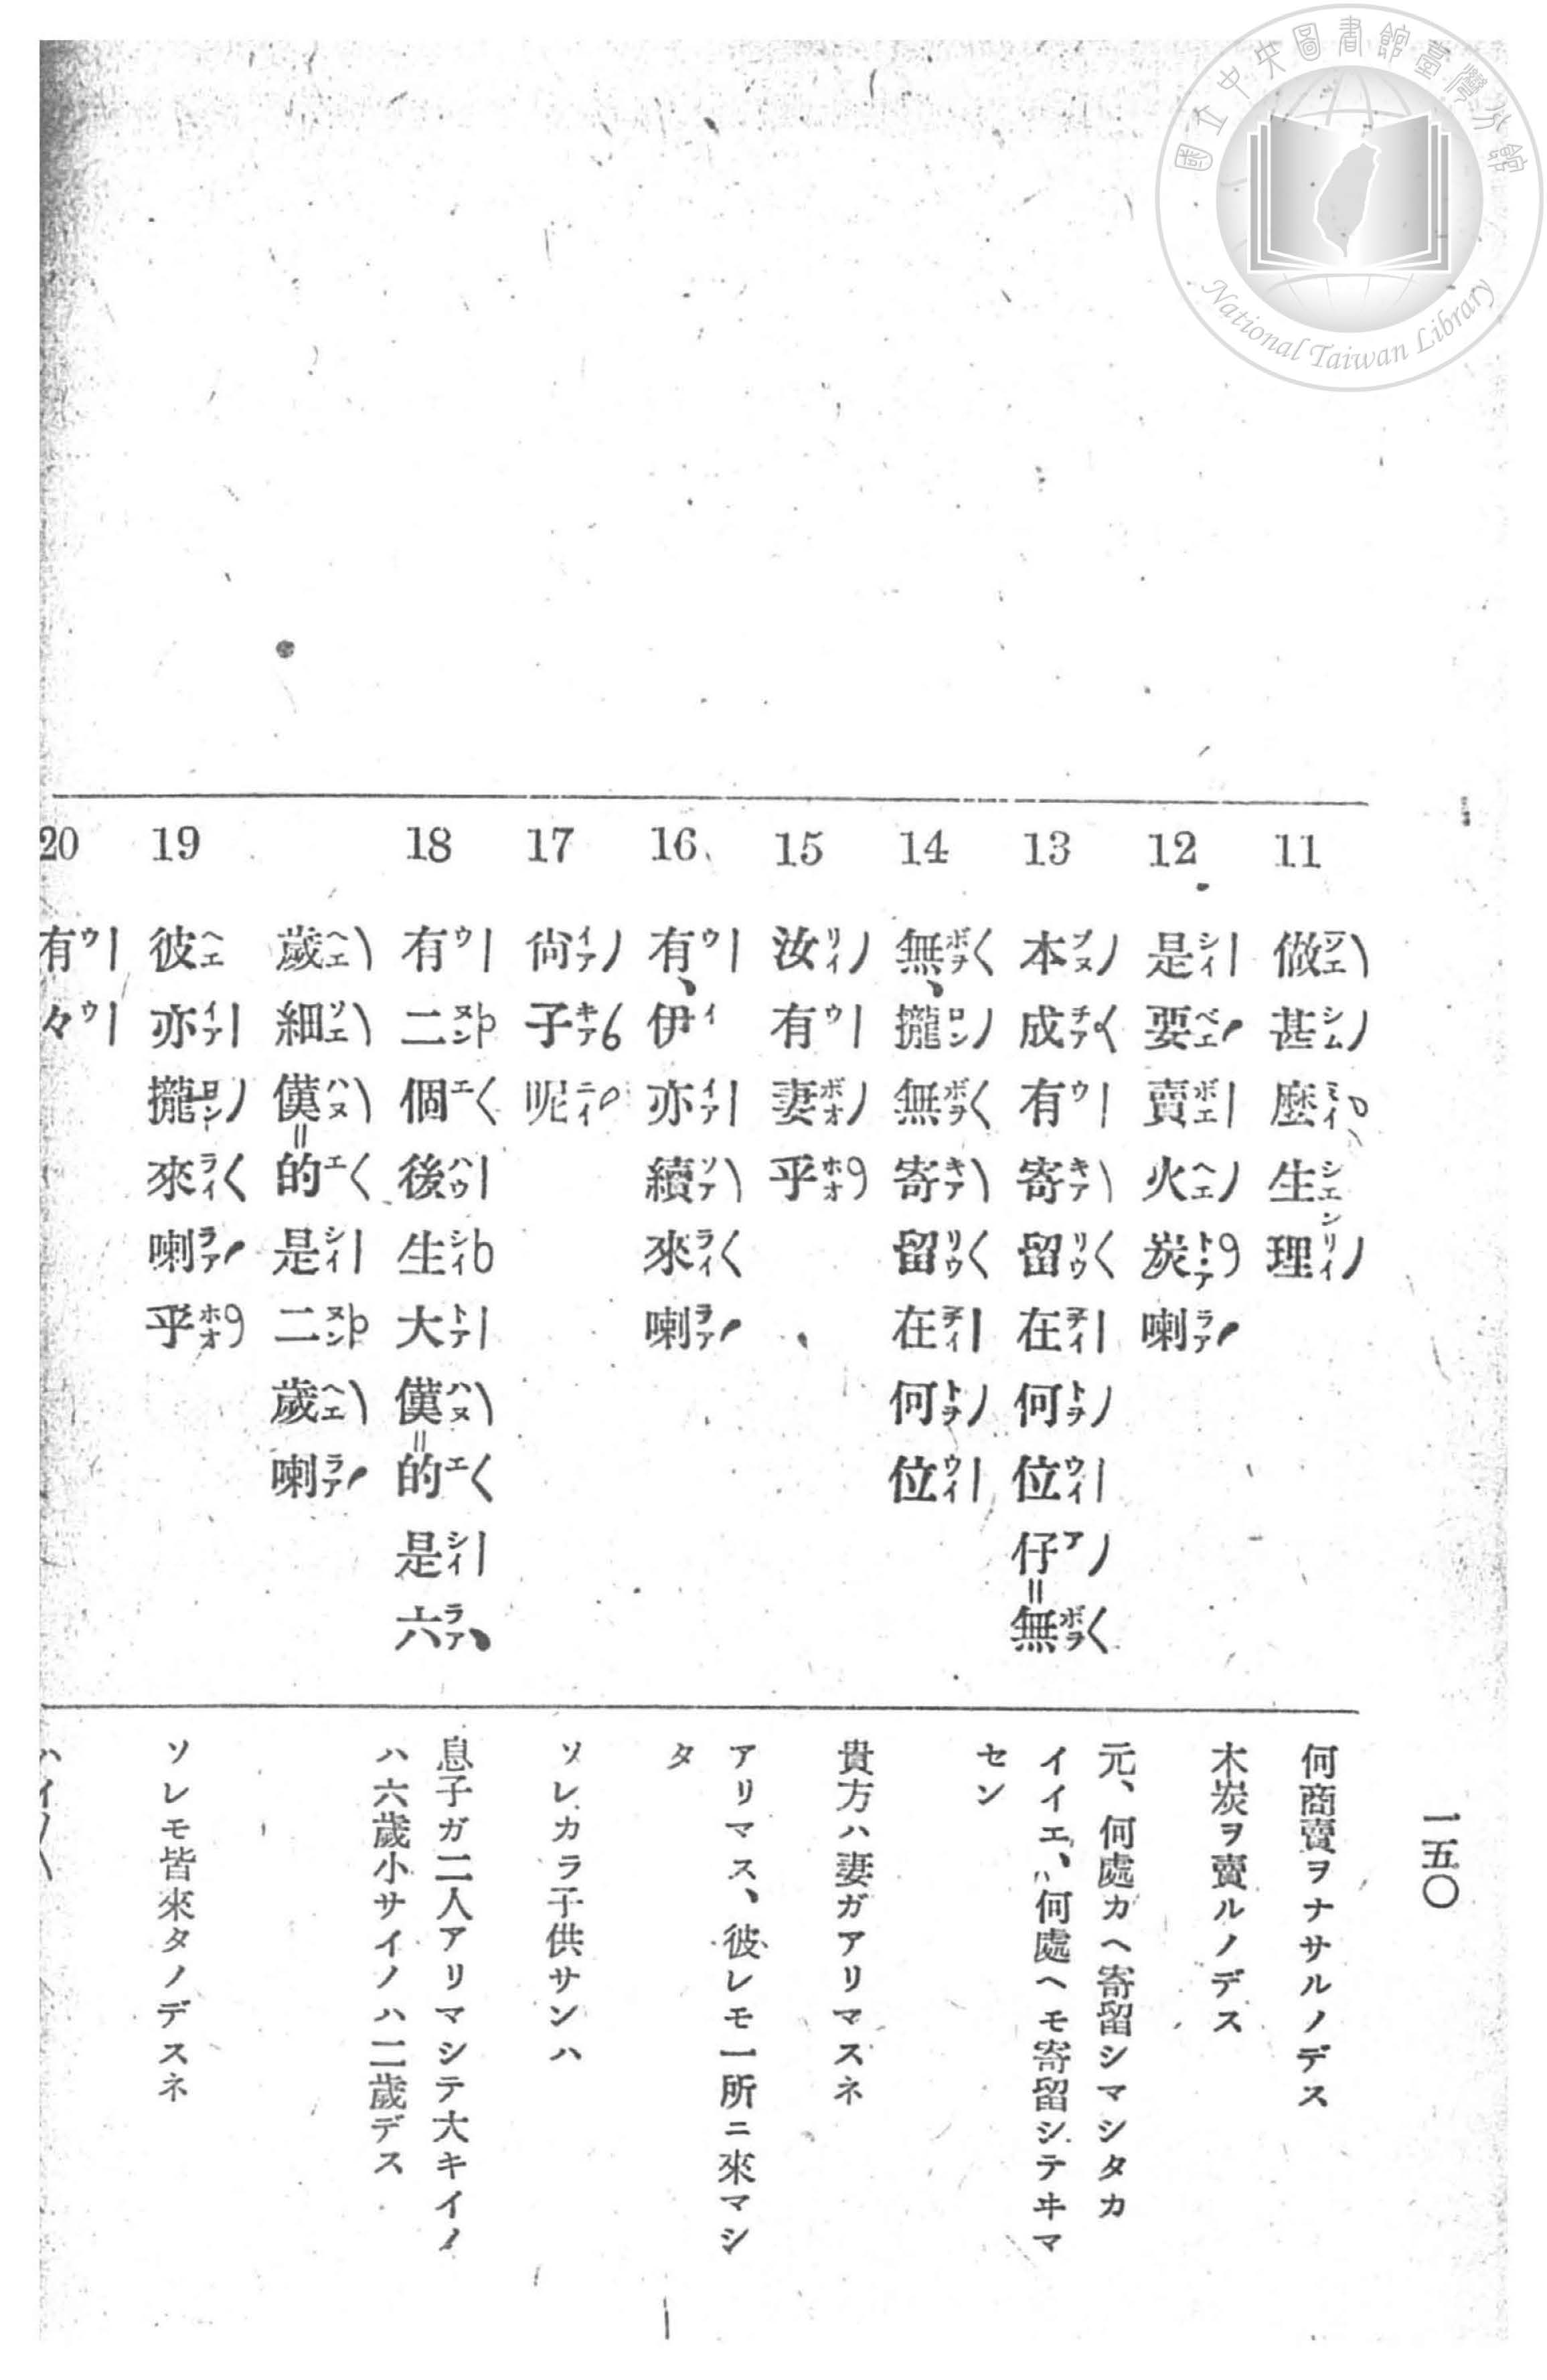 國立中央圖書館臺灣分館
National Taiwan Library
一五〇
11 做甚麼生理
何商賣ヲナサルノデス
12 是要賣火炭喇
木炭ヲ賣ルノデス
13 本成有寄留在何位仔=無
元、何處カヘ寄留シマシタカ
14 無、攏無寄留在何位
イイエ、何處ヘモ寄留シテヰマ
セン
15 汝有妻乎
貴方ハ妻ガアリマスネ
16 有、伊亦續來喇
アリマス、彼レモ一所ニ來マシ
タ
17 尙子呢
ソレカラ子供サンハ
18 有二個後生大漢=的是六
歲細漢=的是二歲喇
息子ガ二人アリマシテ大キイノ
ハ六歲小サイノハ二歲デス
19 彼亦攏來喇乎
ソレモ皆來タノデスネ
20 有々